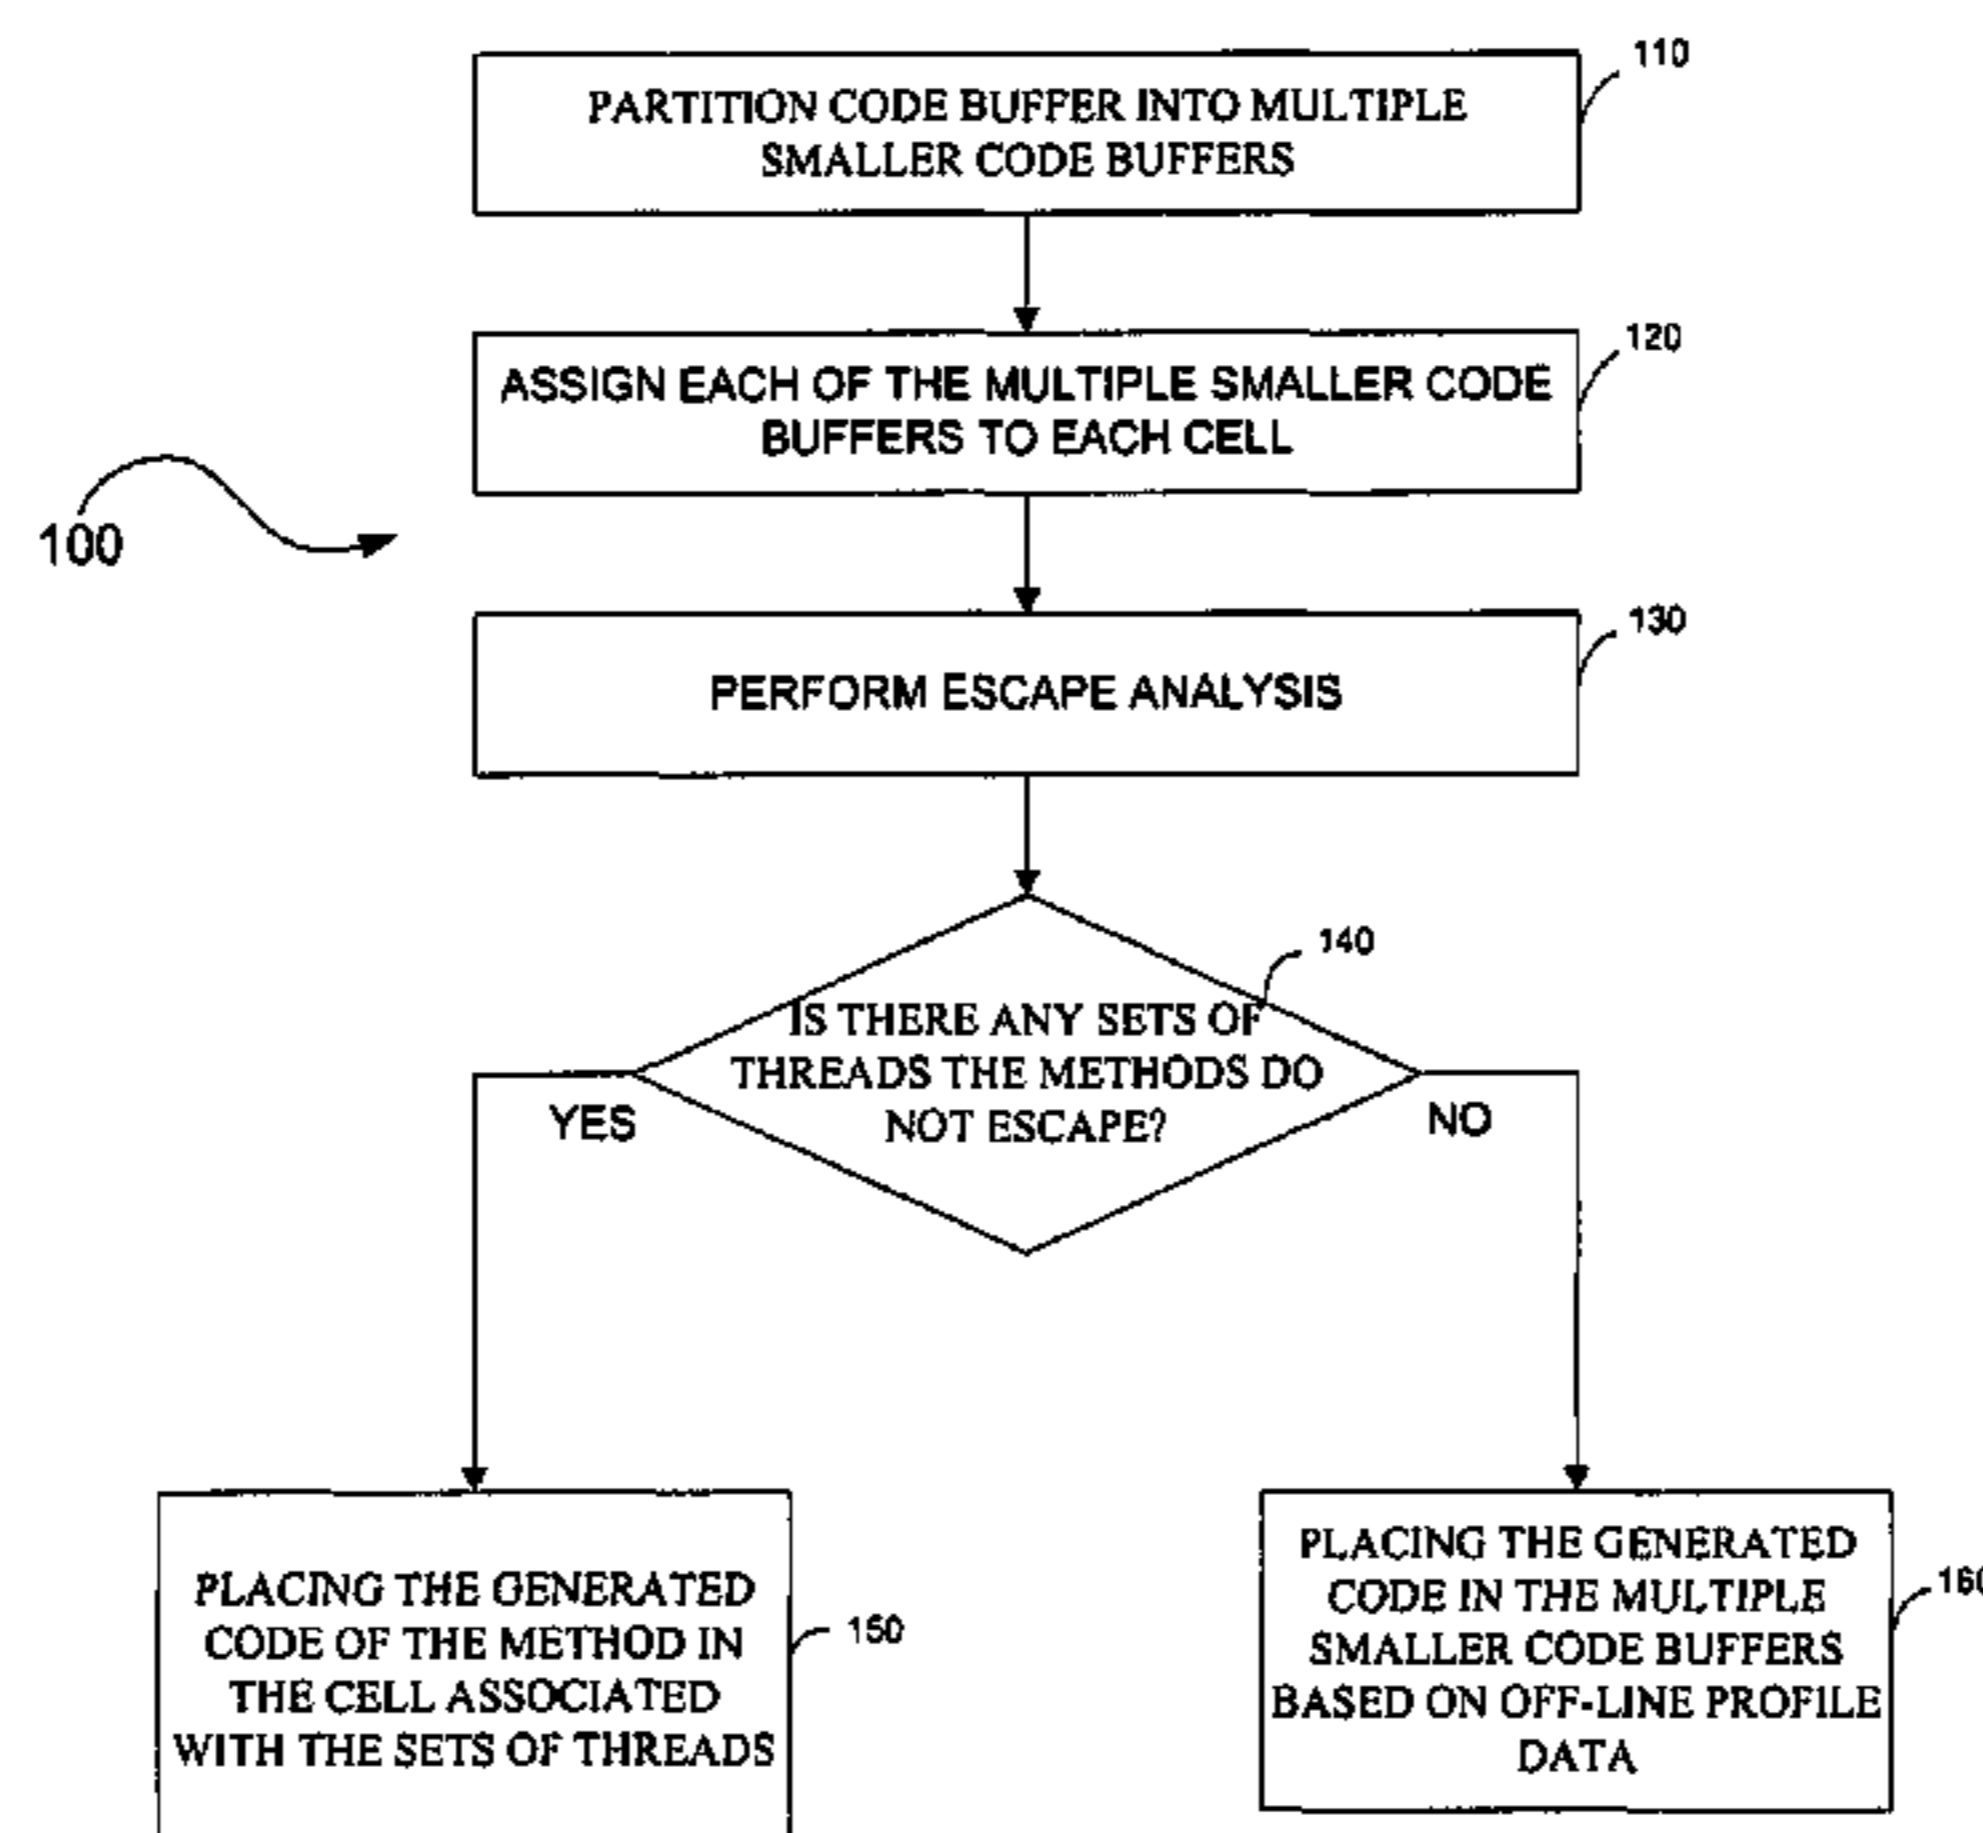 110
PARTITION CODE BUFFER INTO MULTIPLE
SMALLER CODE BUFFERS
120
ASSIGN EACH OF THE MULTIPLE SMALLER CODE
BUFFERS TO EACH CELL
100
130
PERFORM ESCAPE ANALYSIS
140
IS THERE ANY SETS OF
THREADS THE METHODS DO
NOT ESCAPE?
YES
NO
PLACING THE GENERATED
CODE OF THE METHOD IN
THE CELL ASSOCIATED
WITH THE SETS OF THREADS
150
PLACING THE GENERATED
CODE IN THE MULTIPLE
SMALLER CODE BUFFERS
BASED ON OFF-LINE PROFILE
DATA
160